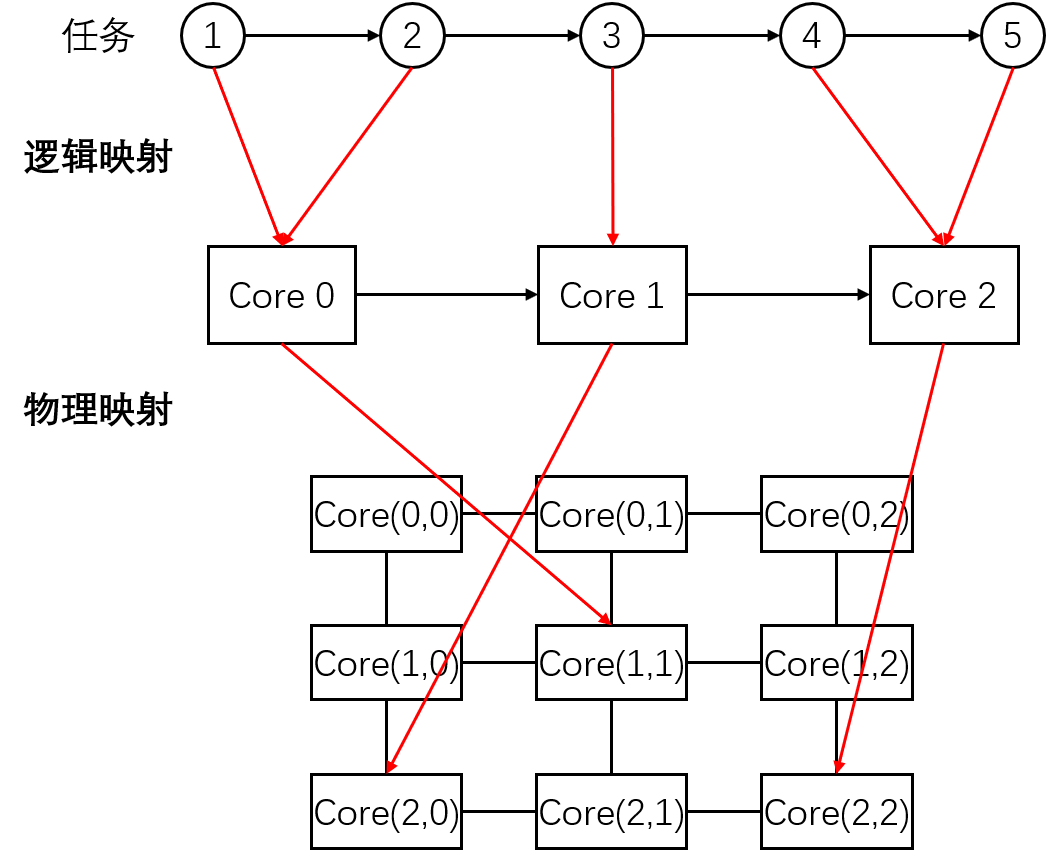 任务 1 2 3 4 5
逻辑映射
Core 0 Core 1 Core 2
物理映射
Core(0,0) Core(0,1) Core(0,2)
Core(1,0) Core(1,1) Core(1,2)
Core(2,0) Core(2,1) Core(2,2)